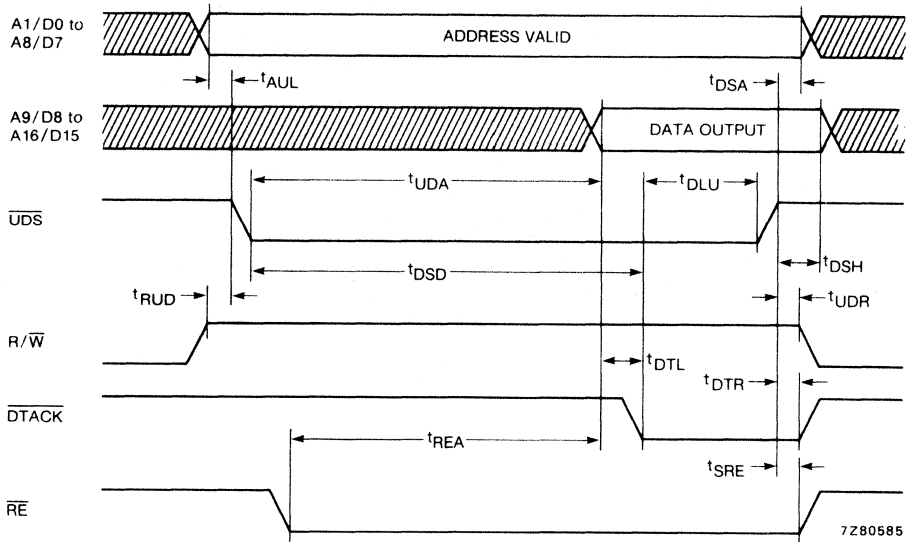 A1/D0 to
A8/D7
ADDRESS VALID
tAUL
tDSA
A9/D8 to
A16/D15
DATA OUTPUT
tUDA
tDLU
UDS
tDSD
tDSH
tRUD
tUDR
R/W
tDTL
tDTR
DTACK
tREA
tSRE
RE
7Z80585